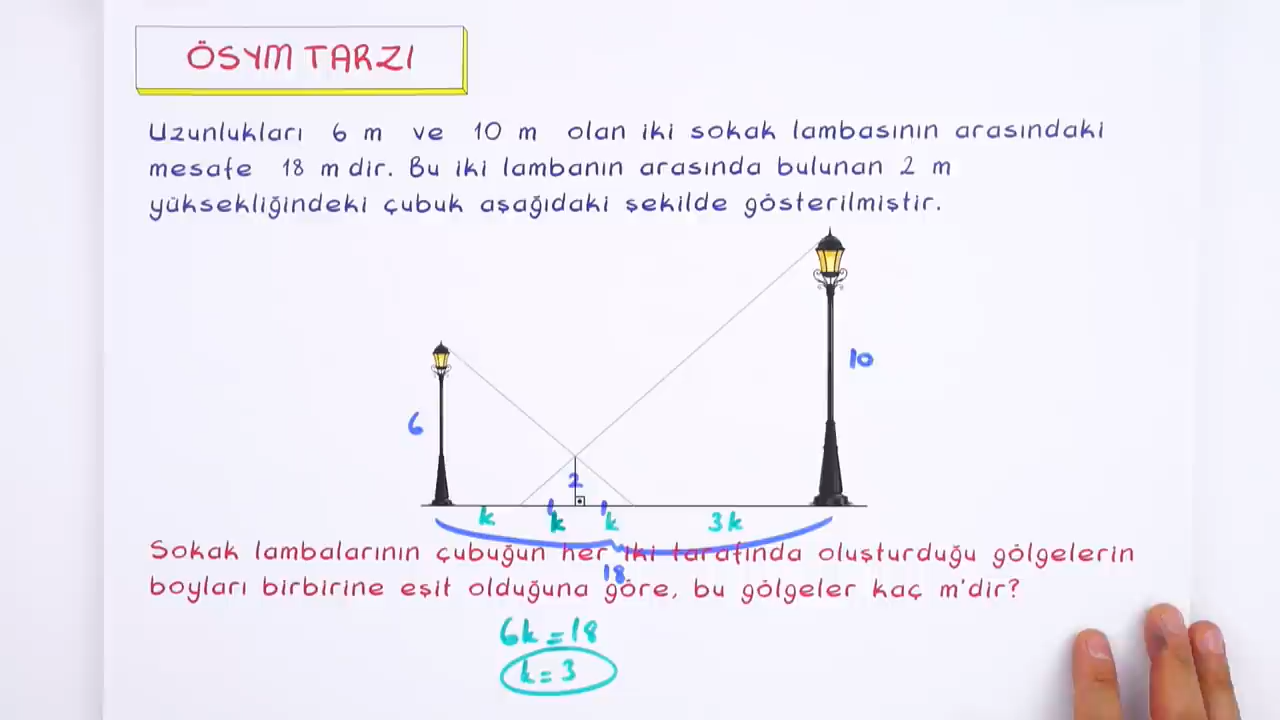 ÖSYM TARZI
Uzunlukları 6 m ve 10 m olan iki sokak lambasının arasındaki
mesafe 18 m dir. Bu iki lambanın arasında bulunan 2 m
yüksekliğindeki çubuk aşağıdaki şekilde gösterilmiştir.
10
6
2
k k k 3k
Sokak lambalarının çubuğun her iki tarafında oluşturduğu gölgelerin
18
boyları birbirine eşit olduğuna göre, bu gölgeler kaç m'dir?
6k = 18
k = 3